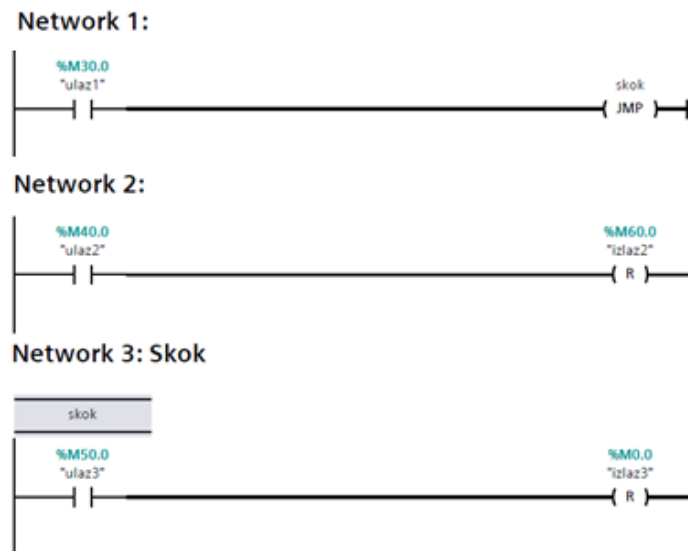 Network 1:
%M30.0
"ulaz1"
skok
JMP
Network 2:
%M40.0
"ulaz2"
%M60.0
"izlaz2"
R
Network 3: Skok
skok
%M50.0
"ulaz3"
%M0.0
"izlaz3"
R